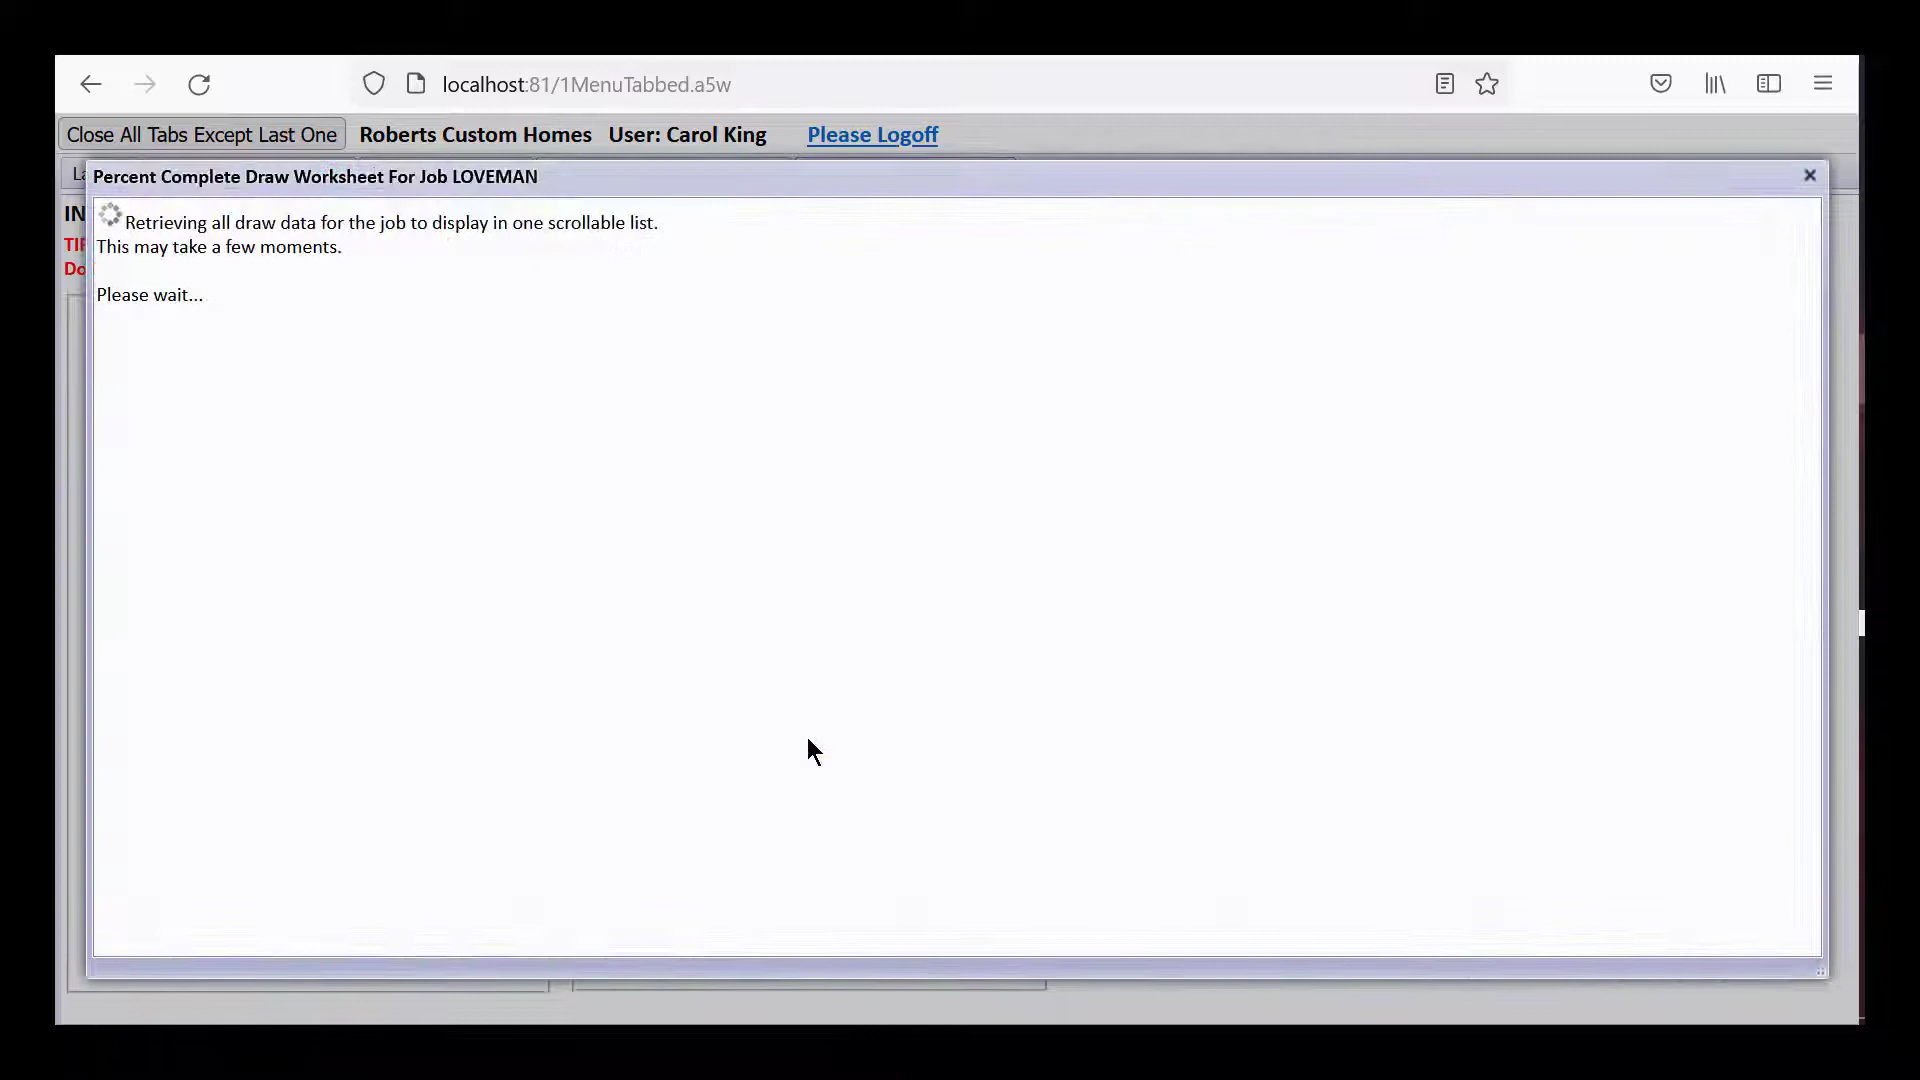 localhost:81/1MenuTabbed.a5w
Close All Tabs Except Last One Roberts Custom Homes User: Carol King Please Logoff
Percent Complete Draw Worksheet For Job LOVEMAN
Retrieving all draw data for the job to display in one scrollable list.
This may take a few moments.
Please wait...